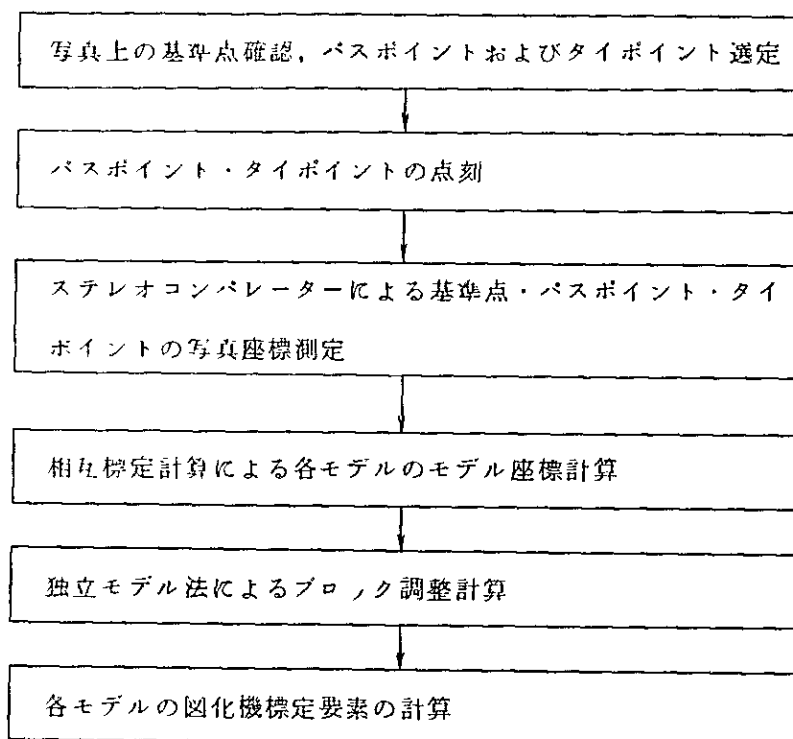 写真上の基準点確認,パスポイントおよびタイポイント選定
パスポイント・タイポイントの点刻
ステレオコンパレーターによる基準点・パスポイント・タイ
ポイントの写真座標測定
相互標定計算による各モデルのモデル座標計算
独立モデル法によるブロック調整計算
各モデルの図化機標定要素の計算